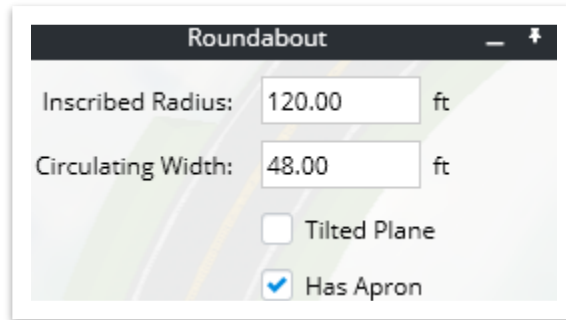 Roundabout
Inscribed Radius: 120.00 ft
Circulating Width: 48.00 ft
Tilted Plane
Has Apron